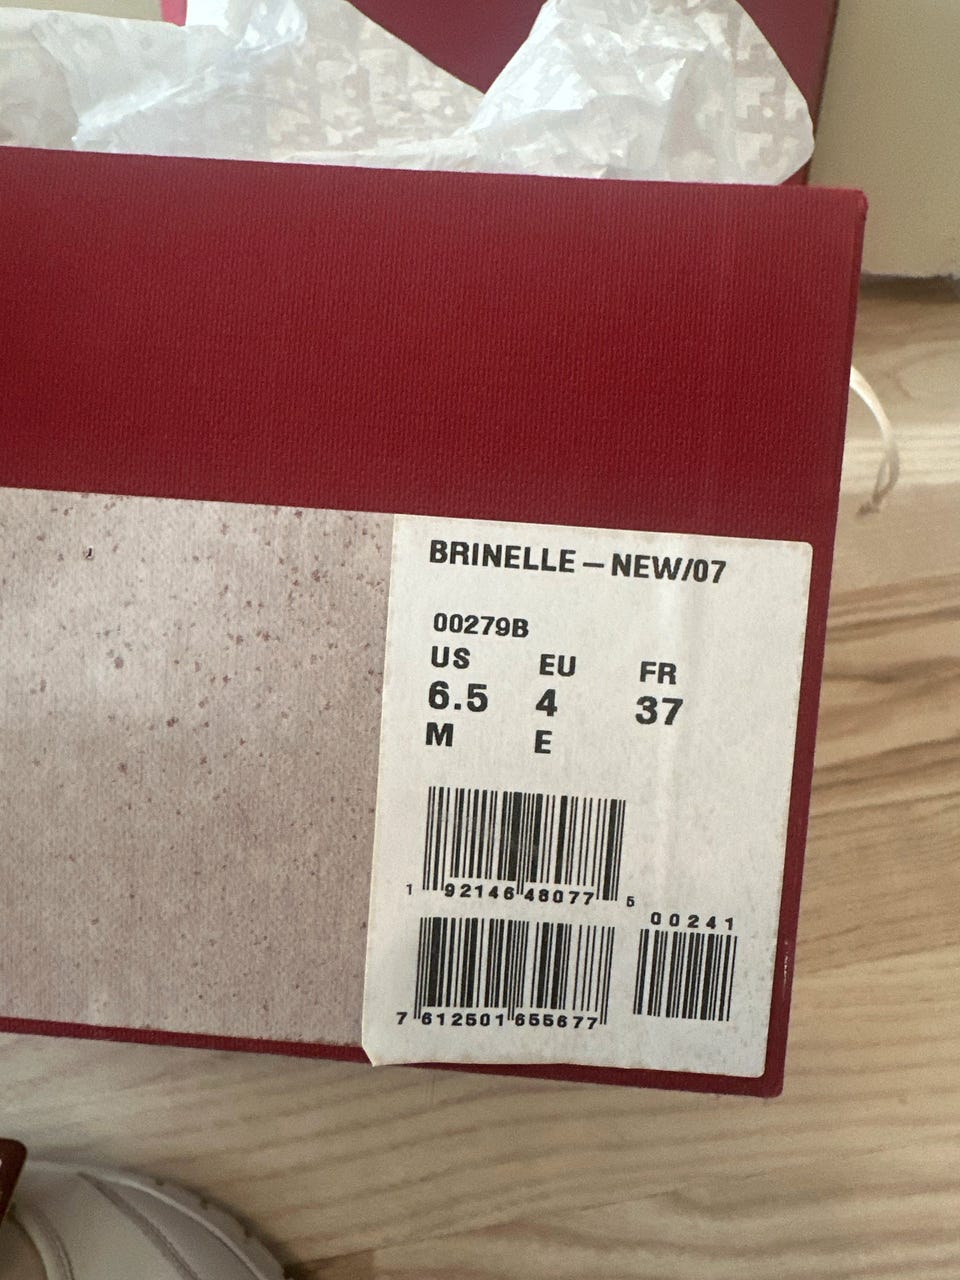 BRINELLE – NEW/07
00279B
US EU FR
6.5 4 37
M E
1 92146 48077 5
00241
7 612501 655677